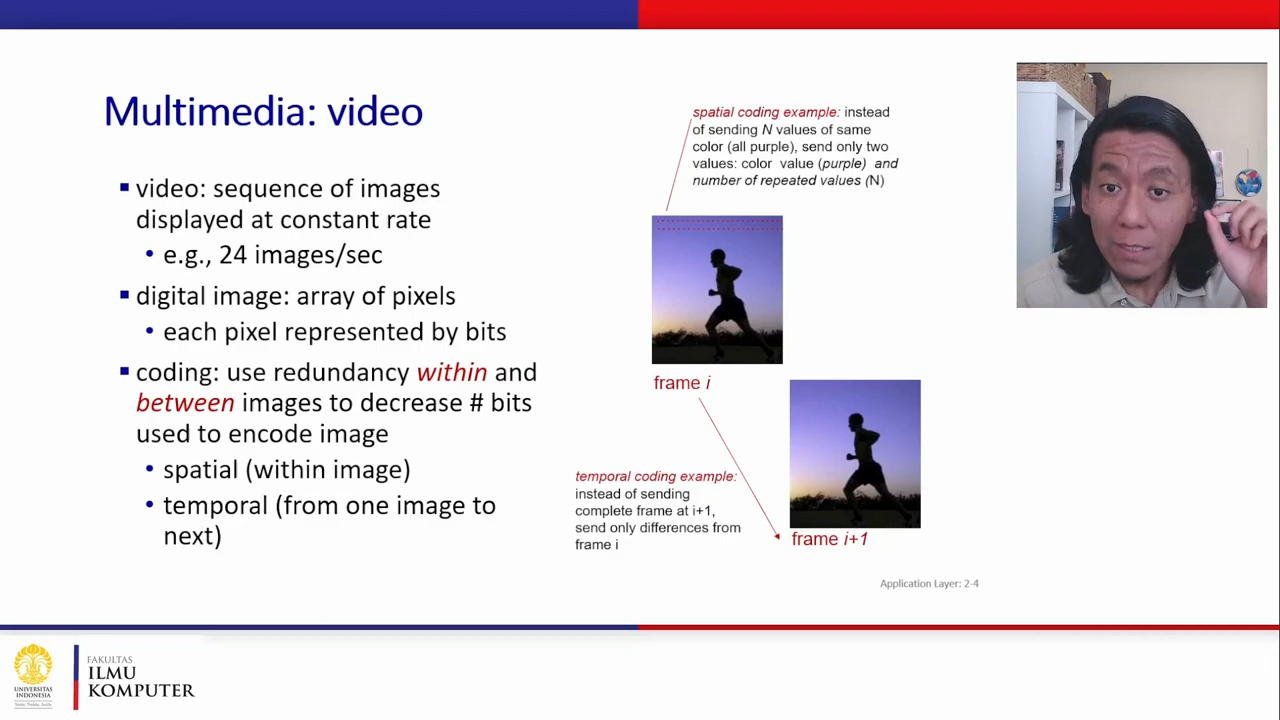 Multimedia: video
▪ video: sequence of images
displayed at constant rate
• e.g., 24 images/sec
▪ digital image: array of pixels
• each pixel represented by bits
▪ coding: use redundancy within and
between images to decrease # bits
used to encode image
• spatial (within image)
• temporal (from one image to
next)
spatial coding example: instead
of sending N values of same
color (all purple), send only two
values: color value (purple) and
number of repeated values (N)
frame i
temporal coding example:
instead of sending
complete frame at i+1,
send only differences from
frame i
frame i+1
Application Layer: 2-4
UNIVERSITAS
INDONESIA
FAKULTAS
ILMU
KOMPUTER